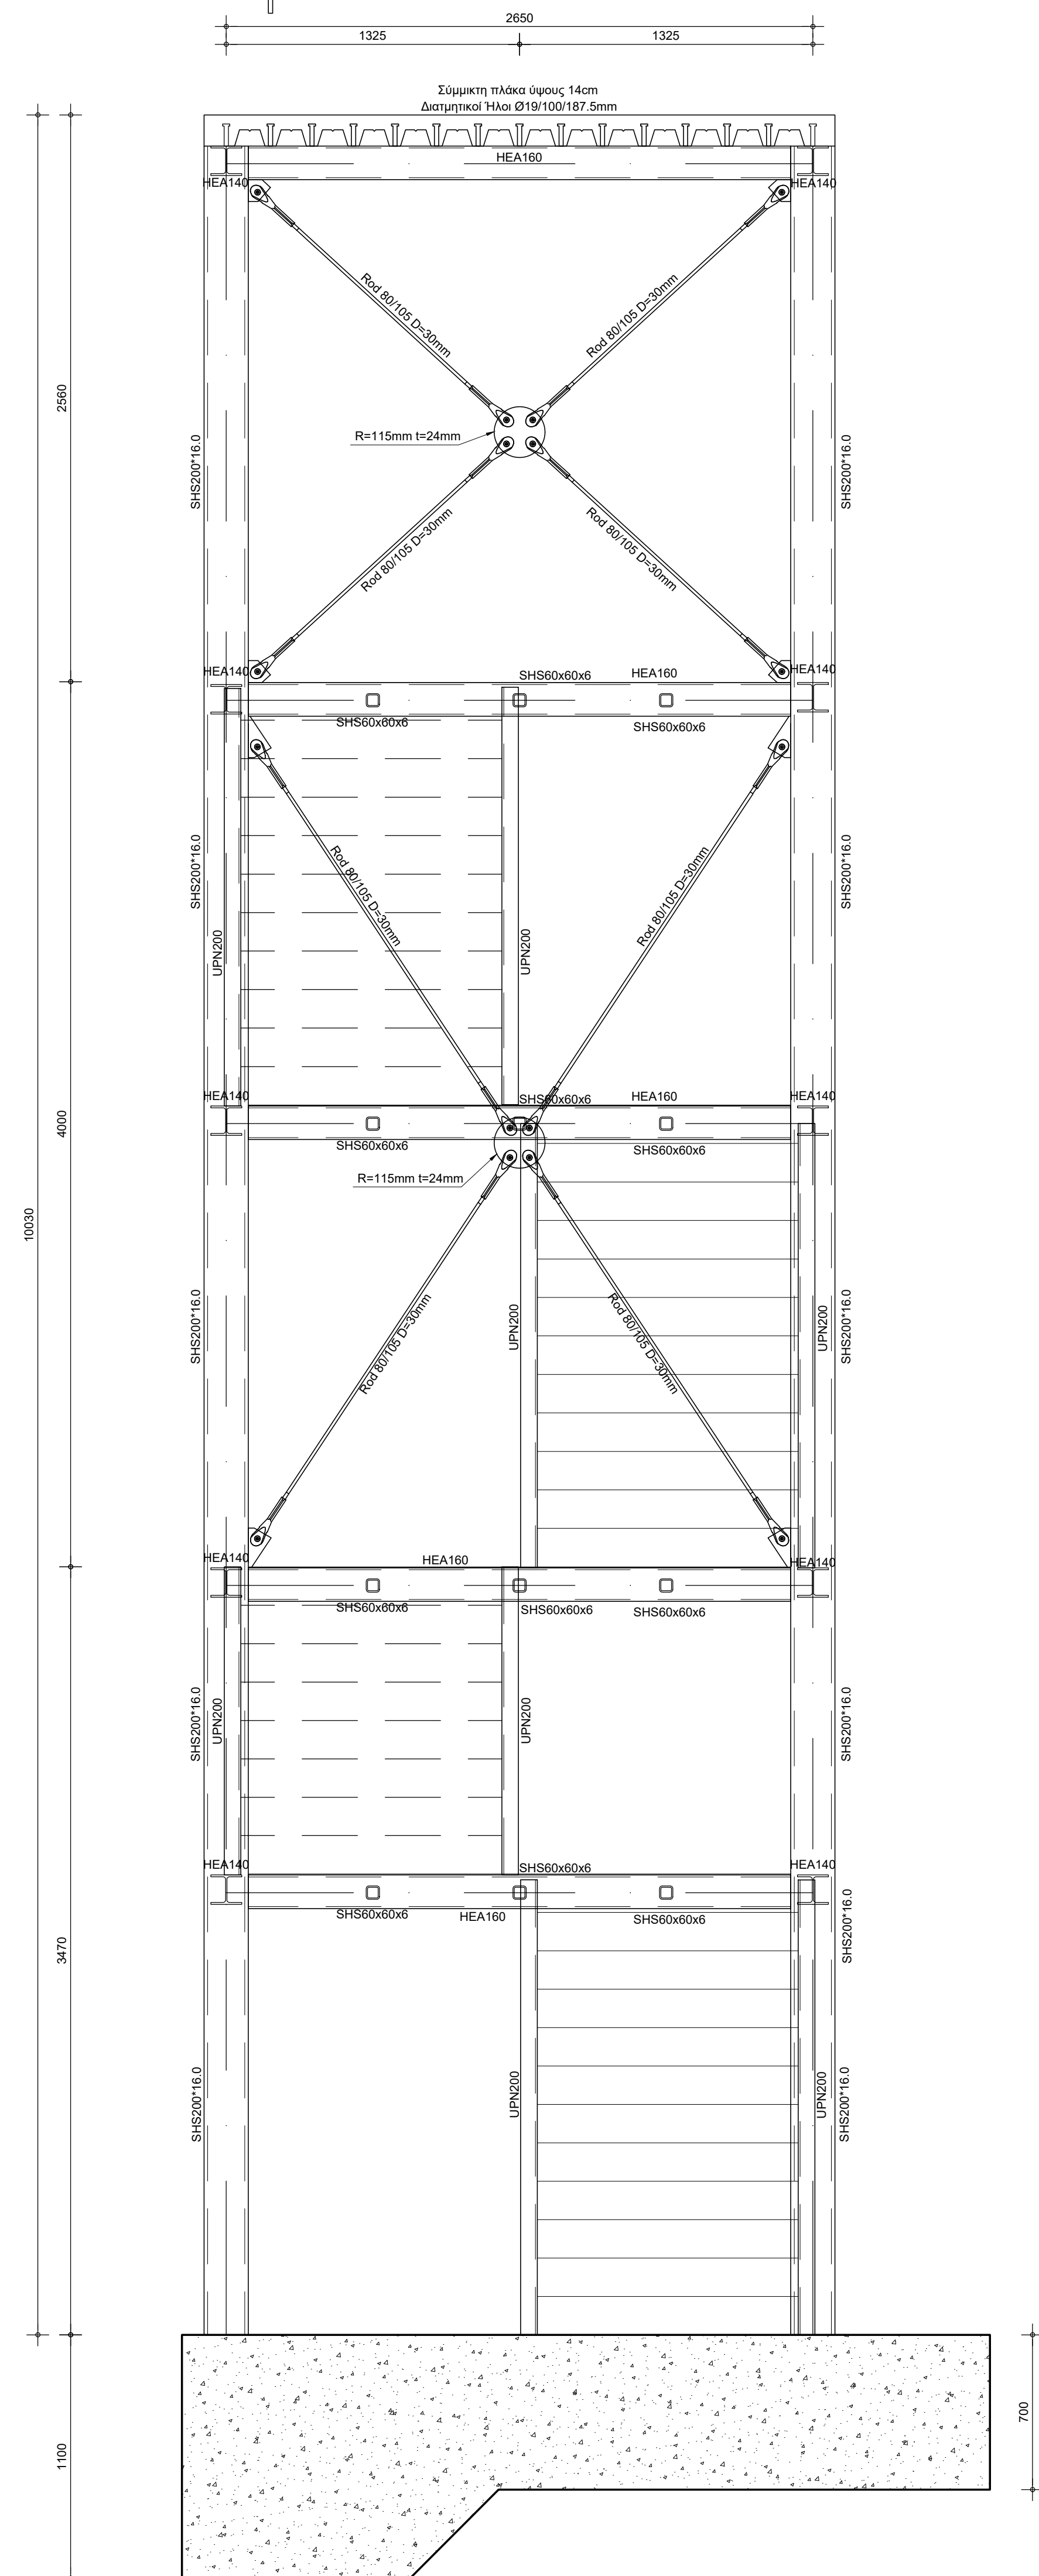 2650
1325 1325
Σύμμικτη πλάκα ύψους 14cm
Διατμητικοί Ήλοι Ø19/100/187.5mm
HEA160
HEA140 HEA140
Rod 80/105 D=30mm Rod 80/105 D=30mm
2560
R=115mm t=24mm
SHS200*16.0 SHS200*16.0
Rod 80/105 D=30mm Rod 80/105 D=30mm
HEA140 SHS60x60x6 HEA160 HEA140
SHS60x60x6 SHS60x60x6
SHS200*16.0 Rod 80/105 D=30mm Rod 80/105 D=30mm SHS200*16.0
UPN200 UPN200
HEA140 SHS60x60x6 HEA160 HEA140
4000
SHS60x60x6 SHS60x60x6
R=115mm t=24mm
10030
SHS200*16.0 UPN200 UPN200 SHS200*16.0
Rod 80/105 D=30mm Rod 80/105 D=30mm
HEA140 HEA160 HEA140
SHS60x60x6 SHS60x60x6 SHS60x60x6
SHS200*16.0 UPN200 UPN200 SHS200*16.0
HEA140 SHS60x60x6 HEA140
SHS60x60x6 HEA160 SHS60x60x6
3470
SHS200*16.0
SHS200*16.0 UPN200 UPN200 SHS200*16.0
700
1100